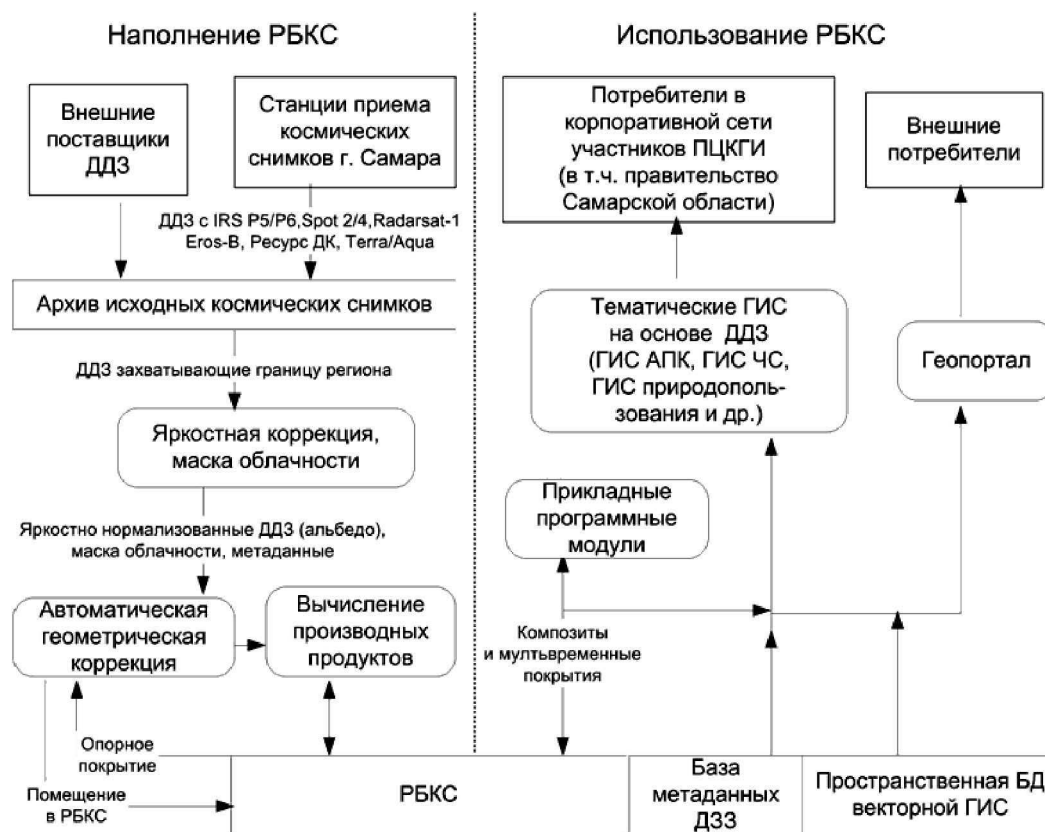 Наполнение РБКС
Внешние
поставщики
ДДЗ
Станции приема
космических
снимков г. Самара
ДДЗ с IRS P5/P6,Spot 2/4,Radarsat-1
Eros-B, Ресурс ДК, Terra/Aqua
Архив исходных космических снимков
ДДЗ захватывающие границу региона
Яркостная коррекция,
маска облачности
Яркостно нормализованные ДДЗ (альбедо),
маска облачности, метаданные
Автоматическая
геометрическая
коррекция
Вычисление
производных
продуктов
Опорное
покрытие
Помещение
в РБКС
Использование РБКС
Потребители в
корпоративной сети
участников ПЦКГИ
(в т.ч. правительство
Самарской области)
Внешние
потребители
Тематические ГИС
на основе ДДЗ
(ГИС АПК, ГИС ЧС,
ГИС природополь-
зования и др.)
Геопортал
Прикладные
программные
модули
Композиты
и мултьвременные
покрытия
РБКС
База
метаданных
ДЗЗ
Пространственная БД
векторной ГИС